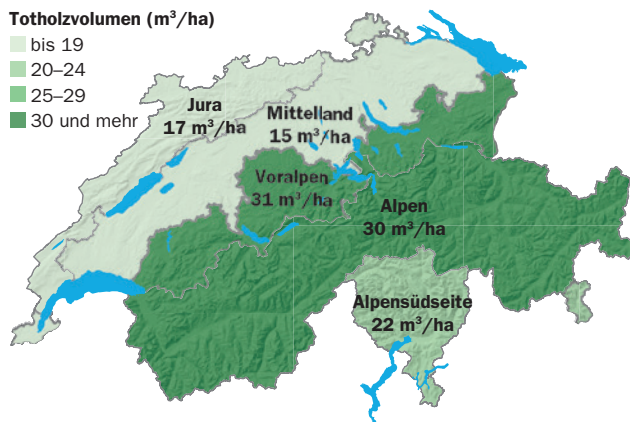 Totholzvolumen (m³/ha)
bis 19
20–24
25–29
30 und mehr
Jura
17 m³/ha
Mittelland
15 m³/ha
Voralpen
31 m³/ha
Alpen
30 m³/ha
Alpensüdseite
22 m³/ha